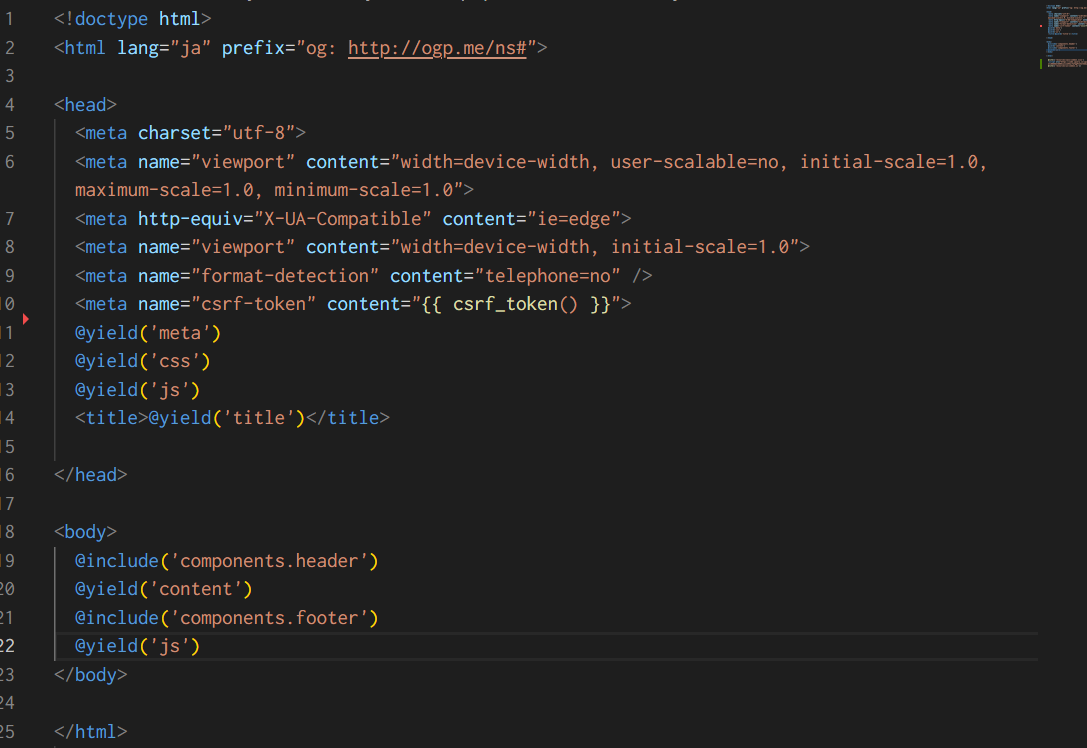 1 <!doctype html>
2 <html lang="ja" prefix="og: http://ogp.me/ns#">
3
4 <head>
5 <meta charset="utf-8">
6 <meta name="viewport" content="width=device-width, user-scalable=no, initial-scale=1.0,
maximum-scale=1.0, minimum-scale=1.0">
7 <meta http-equiv="X-UA-Compatible" content="ie=edge">
8 <meta name="viewport" content="width=device-width, initial-scale=1.0">
9 <meta name="format-detection" content="telephone=no" />
10 <meta name="csrf-token" content="{{ csrf_token() }}">
11 @yield('meta')
12 @yield('css')
13 @yield('js')
14 <title>@yield('title')</title>
15
16 </head>
17
18 <body>
19 @include('components.header')
20 @yield('content')
21 @include('components.footer')
22 @yield('js')
23 </body>
24
25 </html>